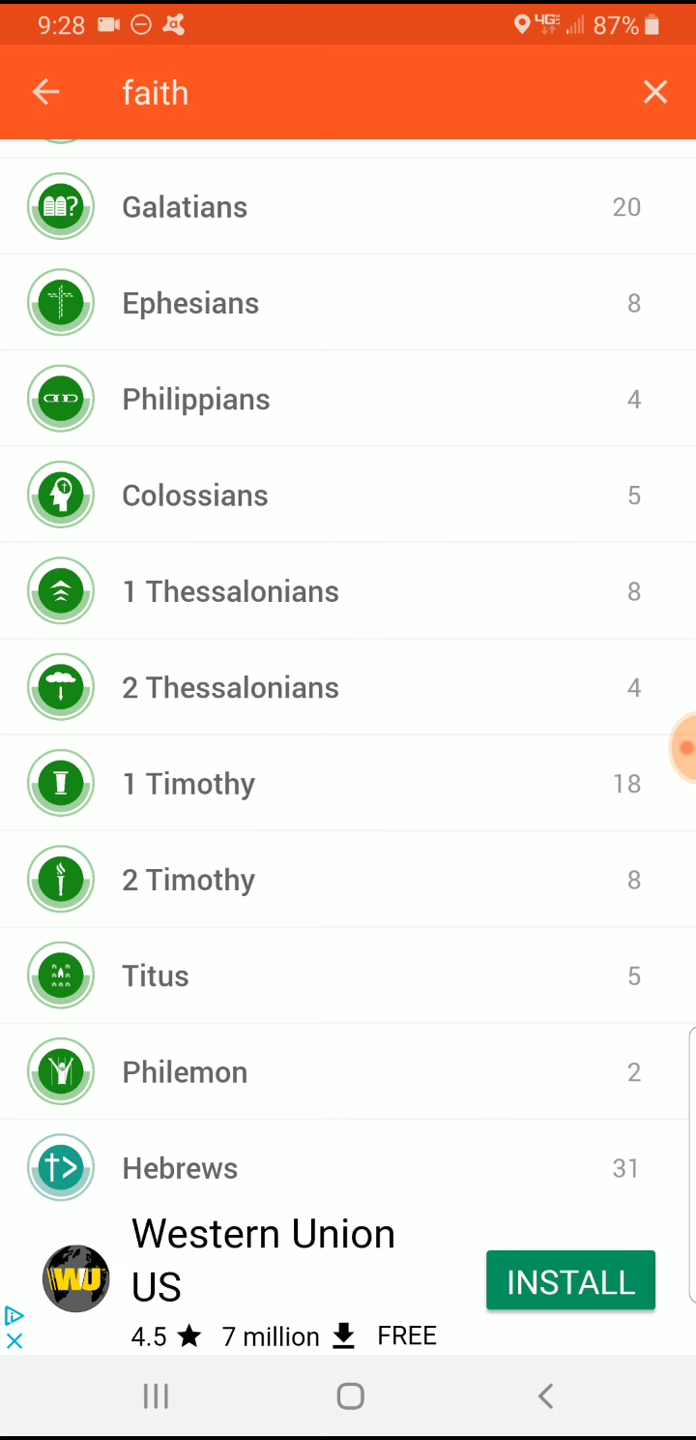 9:28 4G 87%
faith
Galatians 20
Ephesians 8
Philippians 4
Colossians 5
1 Thessalonians 8
2 Thessalonians 4
1 Timothy 18
2 Timothy 8
Titus 5
Philemon 2
Hebrews 31
Western Union
US
INSTALL
WU
4.5 7 million FREE